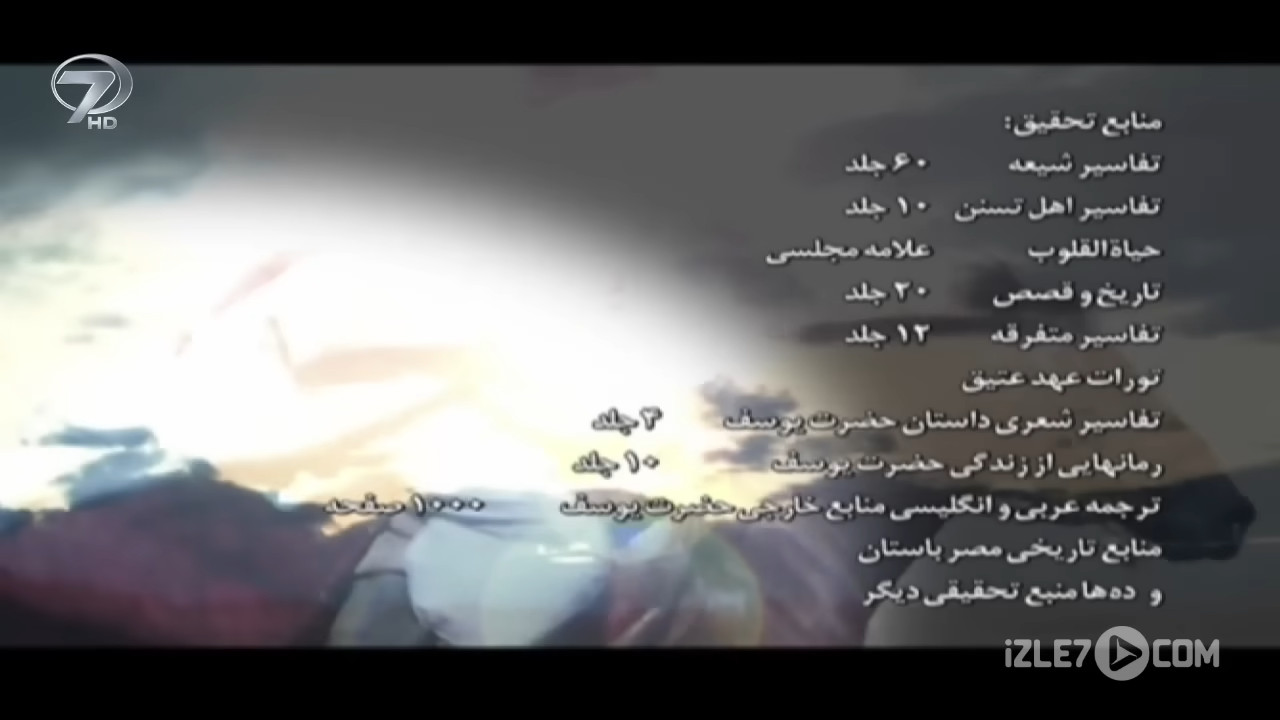 7 HD
منابع تحقیق:
تفاسیر شیعه ۶۰ جلد
تفاسیر اهل تسنن ۱۰ جلد
حیاةالقلوب علامه مجلسی
تاریخ و قصص ۲۰ جلد
تفاسیر متفرقه ۱۲ جلد
تورات عهد عتیق
تفاسیر شعری داستان حضرت یوسف ۴ جلد
رمانهایی از زندگی حضرت یوسف ۱۰ جلد
ترجمه عربی و انگلیسی منابع خارجی حضرت یوسف ۱۰۰۰ صفحه
منابع تاریخی مصر باستان
و ده‌ها منبع تحقیقی دیگر
iZLE7 COM